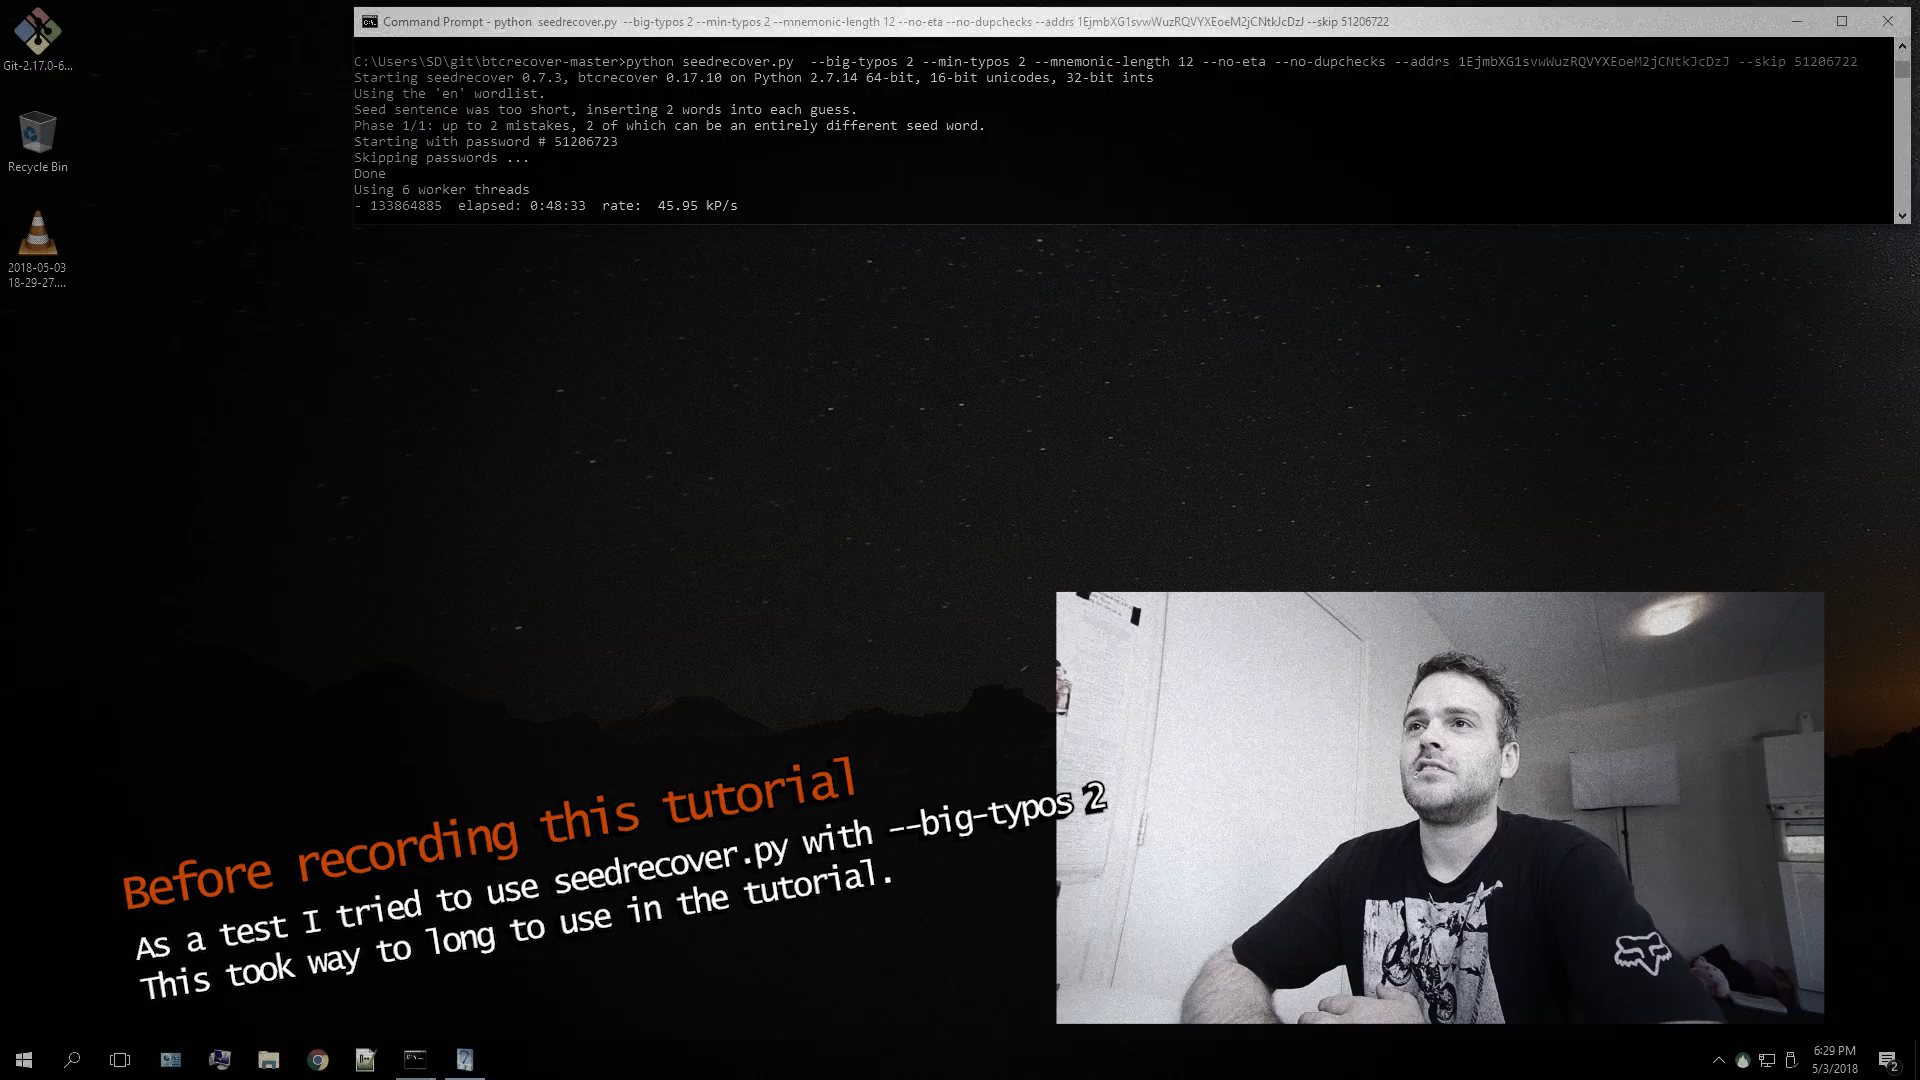 Command Prompt - python  seedrecover.py  --big-typos 2 --min-typos 2 --mnemonic-length 12 --no-eta --no-dupchecks --addrs 1EjmbXG1svwWuzRQVYXEoeM2jCNtkJcDzJ --skip 51206722
C:\Users\SD\git\btcrecover-master>python seedrecover.py  --big-typos 2 --min-typos 2 --mnemonic-length 12 --no-eta --no-dupchecks --addrs 1EjmbXG1svwWuzRQVYXEoeM2jCNtkJcDzJ --skip 51206722
Starting seedrecover 0.7.3, btcrecover 0.17.10 on Python 2.7.14 64-bit, 16-bit unicodes, 32-bit ints
Using the 'en' wordlist.
Seed sentence was too short, inserting 2 words into each guess.
Phase 1/1: up to 2 mistakes, 2 of which can be an entirely different seed word.
Starting with password # 51206723
Skipping passwords ...
Done
Using 6 worker threads
- 133864885  elapsed: 0:48:33  rate:  45.95 kP/s
Git-2.17.0-6...
Recycle Bin
2018-05-03
18-29-27....
Before recording this tutorial
As a test I tried to use seedrecover.py with --big-typos 2
This took way to long to use in the tutorial.
6:29 PM
5/3/2018
2